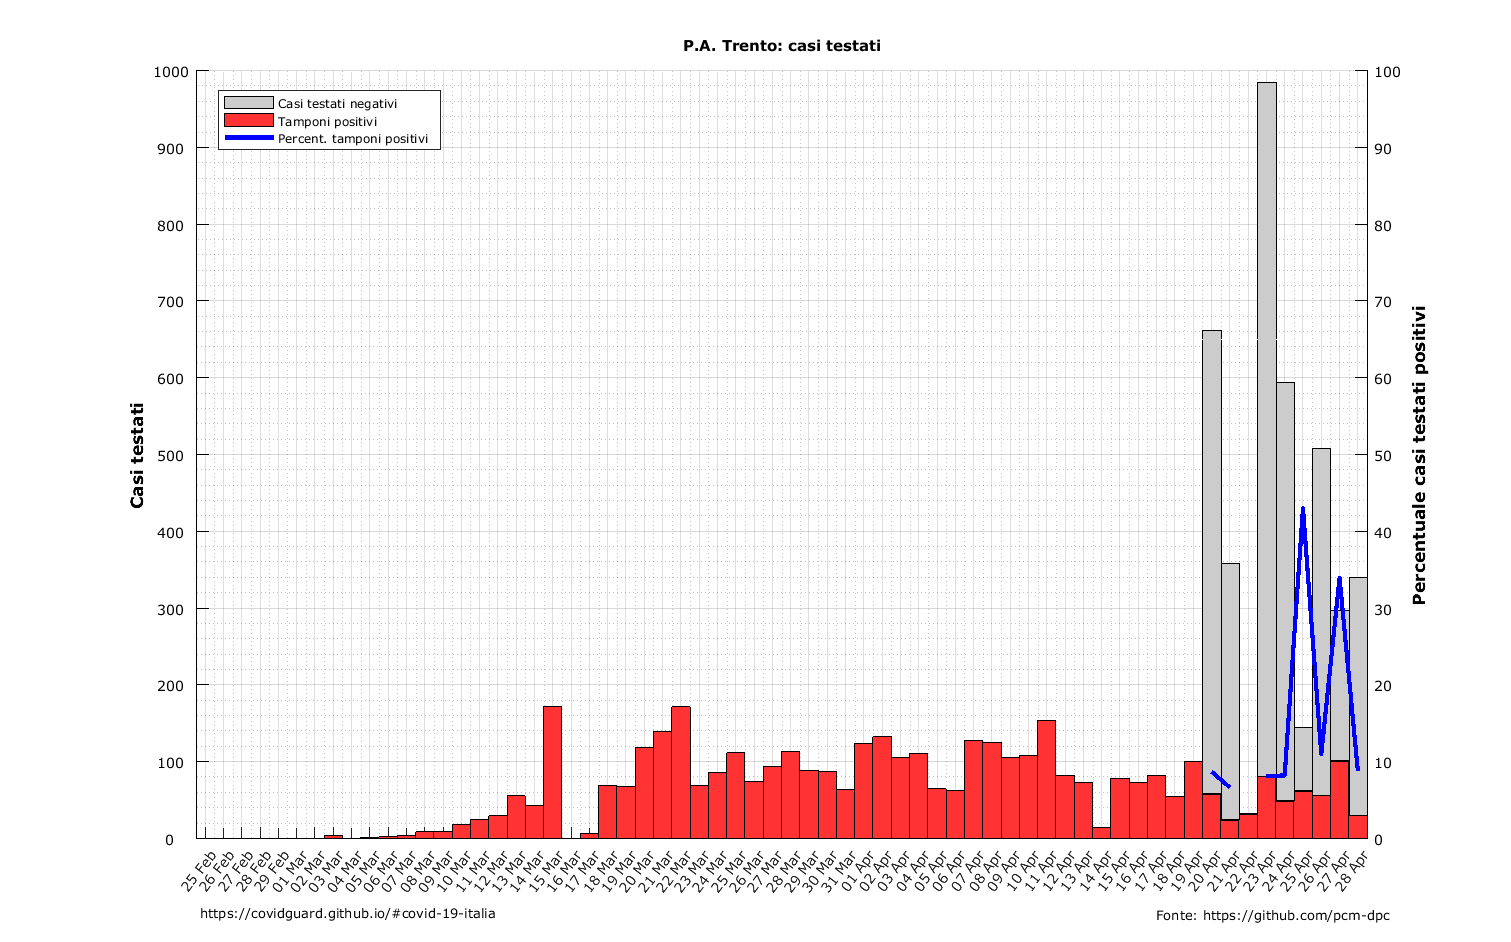 P.A. Trento: casi testati
Casi testati negativi
Tamponi positivi
Percent. tamponi positivi
Casi testati
1000
900
800
700
600
500
400
300
200
100
0
100
90
80
70
60
50
40
30
20
10
0
Percentuale casi testati positivi
25 Feb
26 Feb
27 Feb
28 Feb
29 Feb
01 Mar
02 Mar
03 Mar
04 Mar
05 Mar
06 Mar
07 Mar
08 Mar
09 Mar
10 Mar
11 Mar
12 Mar
13 Mar
14 Mar
15 Mar
16 Mar
17 Mar
18 Mar
19 Mar
20 Mar
21 Mar
22 Mar
23 Mar
24 Mar
25 Mar
26 Mar
27 Mar
28 Mar
29 Mar
30 Mar
31 Mar
01 Apr
02 Apr
03 Apr
04 Apr
05 Apr
06 Apr
07 Apr
08 Apr
09 Apr
10 Apr
11 Apr
12 Apr
13 Apr
14 Apr
15 Apr
16 Apr
17 Apr
18 Apr
19 Apr
20 Apr
21 Apr
22 Apr
23 Apr
24 Apr
25 Apr
26 Apr
27 Apr
28 Apr
https://covidguard.github.io/#covid-19-italia
Fonte: https://github.com/pcm-dpc